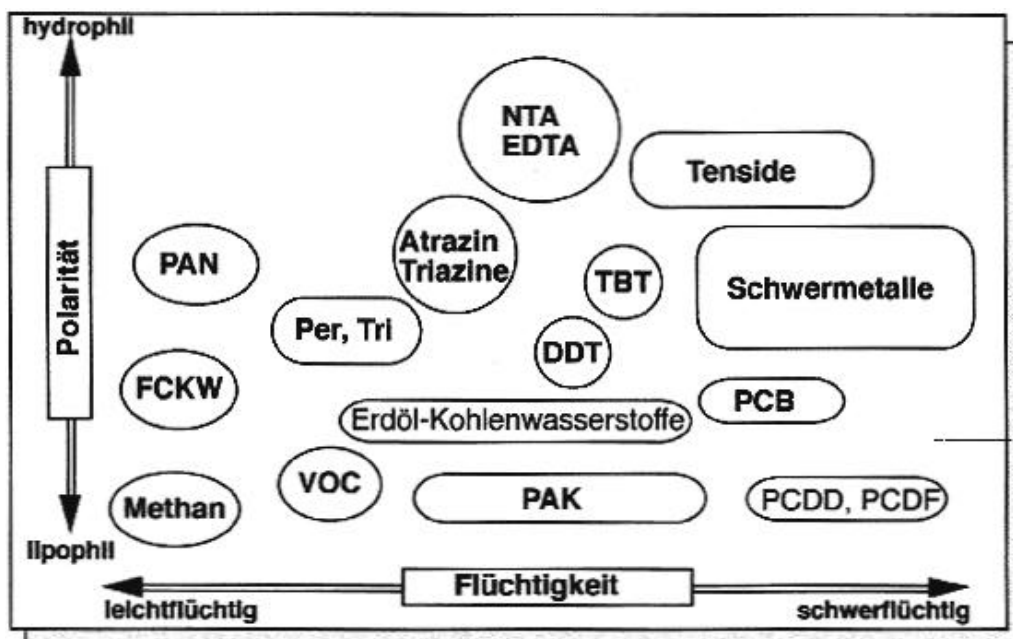 hydrophil
NTA
EDTA
Tenside
Polarität
PAN
Atrazin
Triazine
TBT
Schwermetalle
Per, Tri
DDT
FCKW
PCB
Erdöl-Kohlenwasserstoffe
VOC
Methan
PAK
PCDD, PCDF
lipophil
Flüchtigkeit
leichtflüchtig
schwerflüchtig